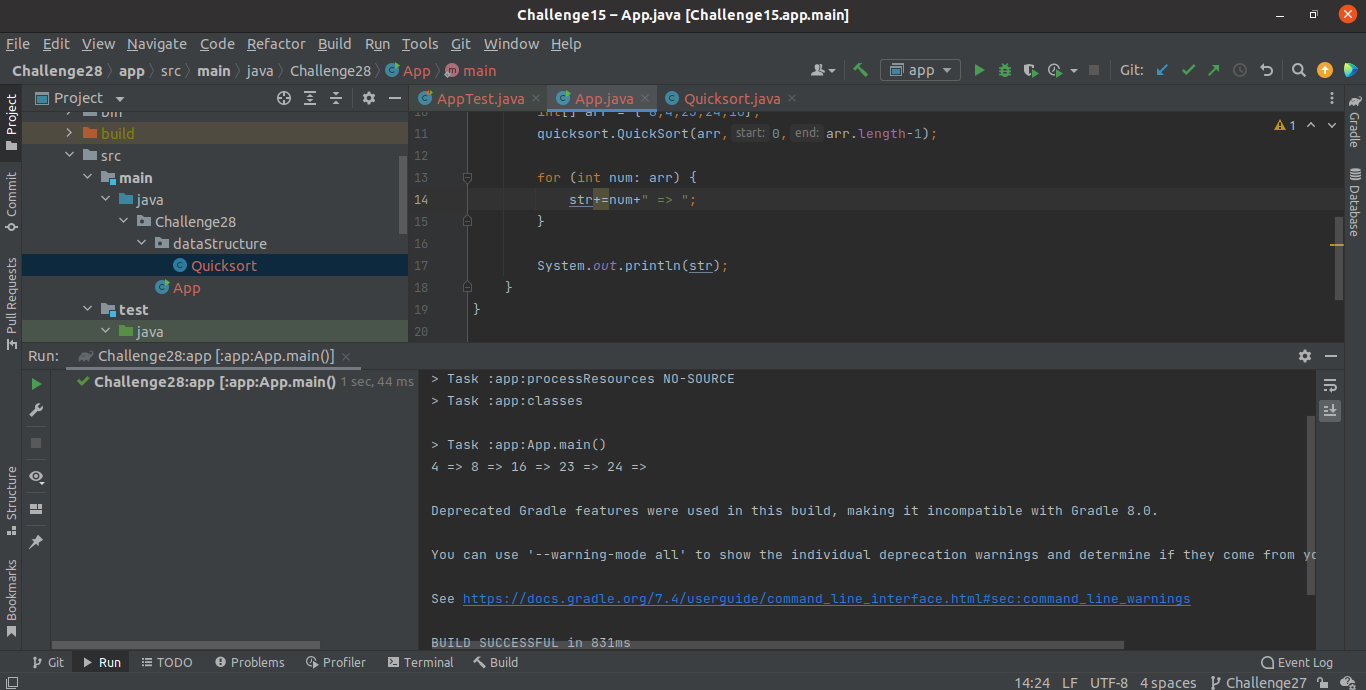 Challenge15 – App.java [Challenge15.app.main]
File Edit View Navigate Code Refactor Build Run Tools Git Window Help
Challenge28 app src main java Challenge28 App main
app
Git:
Project
AppTest.java App.java Quicksort.java
Project
Commit
Pull Requests
Structure
Bookmarks
Gradle
Database
bin
build
src
main
java
Challenge28
dataStructure
Quicksort
App
test
java
1
11 quicksort.QuickSort(arr, start: 0, end: arr.length-1);
12
13 for (int num: arr) {
14 str+=num+" => ";
15 }
16
17 System.out.println(str);
18 }
19 }
20
Run: Challenge28:app [:app:App.main()]
Challenge28:app [:app:App.main() 1 sec, 44 ms
> Task :app:processResources NO-SOURCE
> Task :app:classes
> Task :app:App.main()
4 => 8 => 16 => 23 => 24 =>
Deprecated Gradle features were used in this build, making it incompatible with Gradle 8.0.
You can use '--warning-mode all' to show the individual deprecation warnings and determine if they come from yo
See https://docs.gradle.org/7.4/userguide/command_line_interface.html#sec:command_line_warnings
BUILD SUCCESSFUL in 831ms
Git Run TODO Problems Profiler Terminal Build Event Log
14:24 LF UTF-8 4 spaces Challenge27